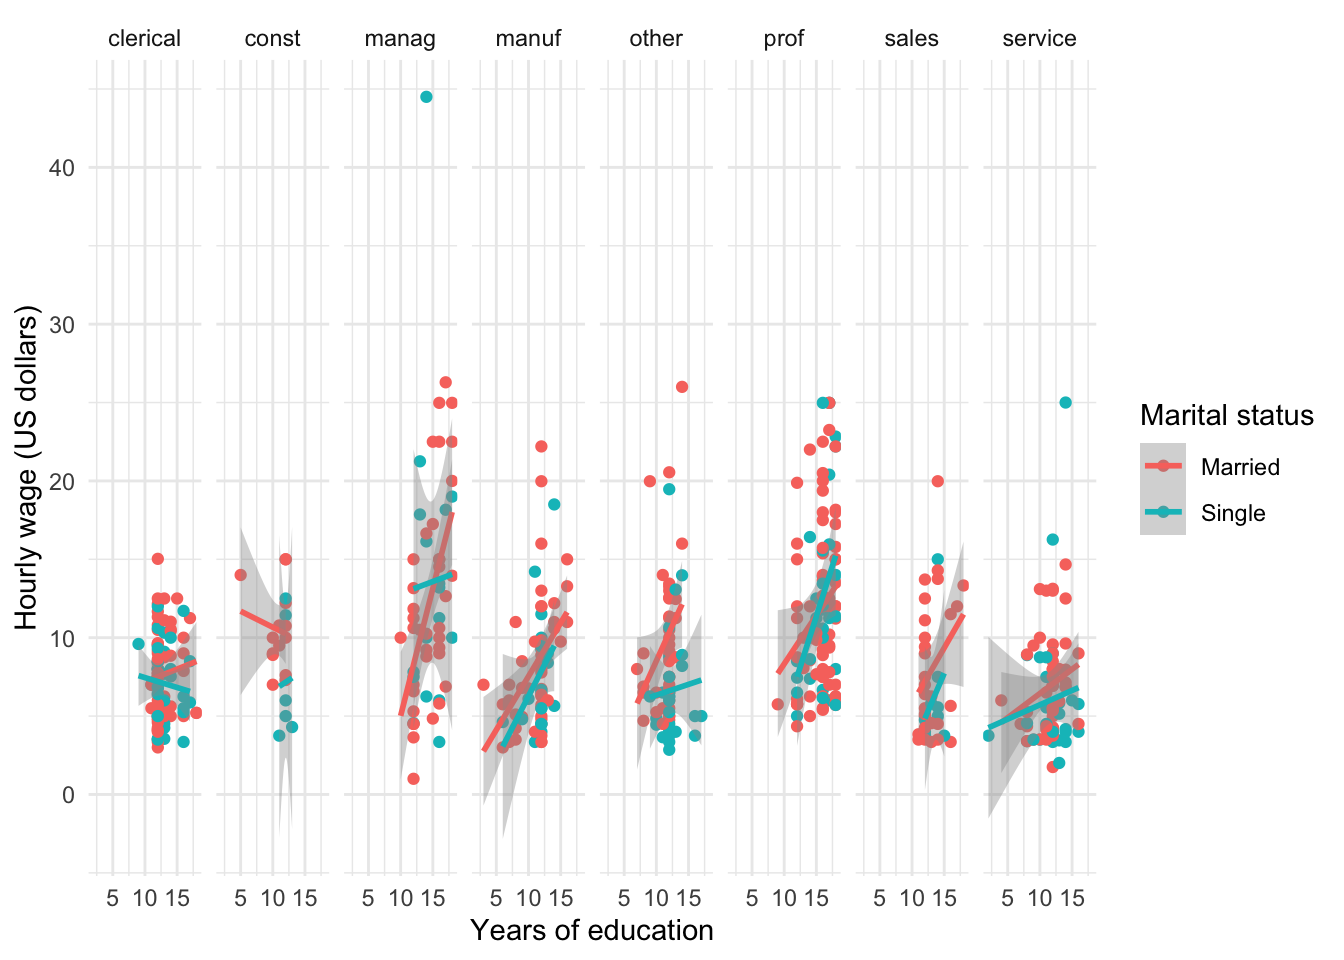 clerical const manag manuf other prof sales service
40
30
20
10
0
Hourly wage (US dollars)
Marital status
Married
Single
5 10 15 5 10 15 5 10 15 5 10 15 5 10 15 5 10 15 5 10 15 5 10 15
Years of education